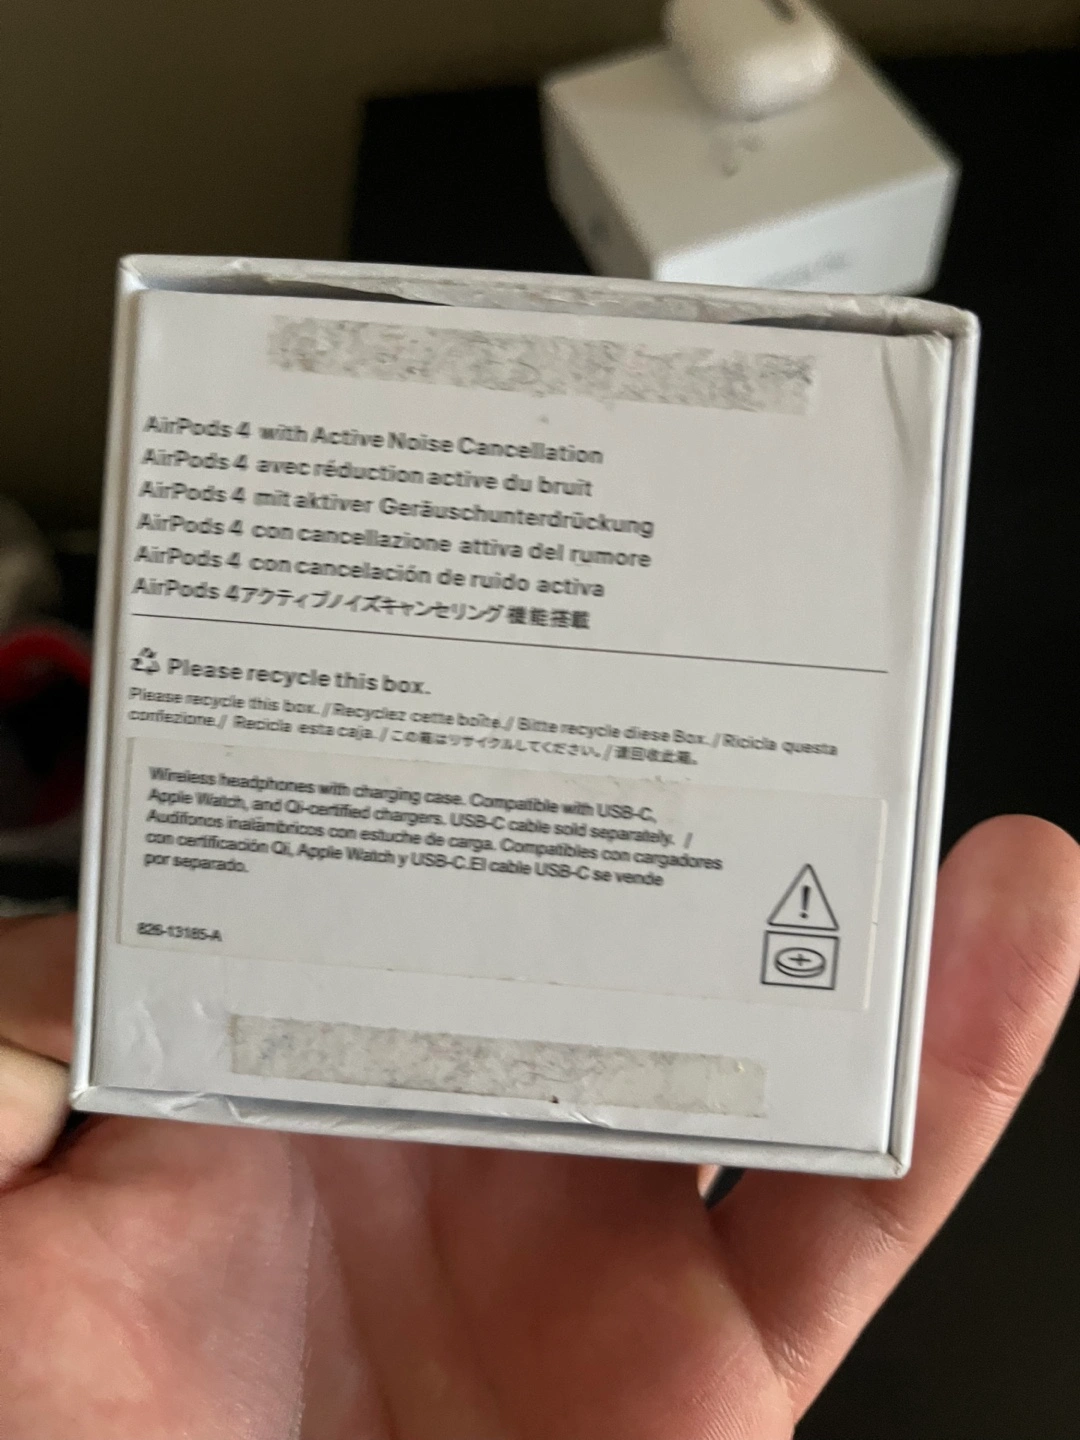 AirPods 4 with Active Noise Cancellation
AirPods 4 avec réduction active du bruit
AirPods 4 mit aktiver Geräuschunterdrückung
AirPods 4 con cancellazione attiva del rumore
AirPods 4 con cancelación de ruido activa
AirPods 4アクティブノイズキャンセリング機能搭載
Please recycle this box.
Please recycle this box. / Recyclez cette boîte. / Bitte recycle diese Box. / Ricicla questa
confezione. / Recicla esta caja. / この箱はリサイクルしてください。/ 请回收此箱。
Wireless headphones with charging case. Compatible with USB-C,
Apple Watch, and Qi-certified chargers. USB-C cable sold separately. /
Audífonos inalámbricos con estuche de carga. Compatibles con cargadores
con certificación Qi, Apple Watch y USB-C.El cable USB-C se vende
por separado.
826-13185-A